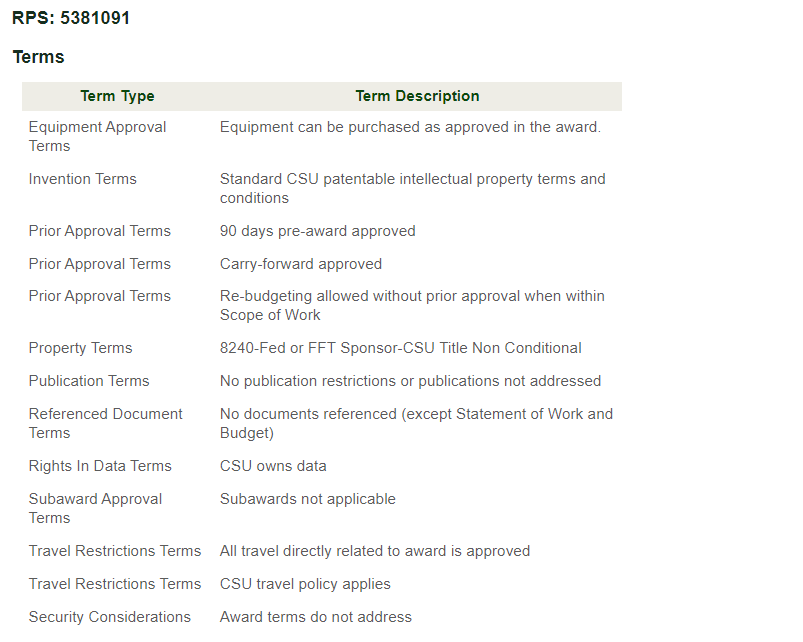 RPS: 5381091
Terms
Term Type Term Description
Equipment Approval Equipment can be purchased as approved in the award.
Terms
Invention Terms Standard CSU patentable intellectual property terms and
conditions
Prior Approval Terms 90 days pre-award approved
Prior Approval Terms Carry-forward approved
Prior Approval Terms Re-budgeting allowed without prior approval when within
Scope of Work
Property Terms 8240-Fed or FFT Sponsor-CSU Title Non Conditional
Publication Terms No publication restrictions or publications not addressed
Referenced Document No documents referenced (except Statement of Work and
Terms Budget)
Rights In Data Terms CSU owns data
Subaward Approval Subawards not applicable
Terms
Travel Restrictions Terms All travel directly related to award is approved
Travel Restrictions Terms CSU travel policy applies
Security Considerations Award terms do not address